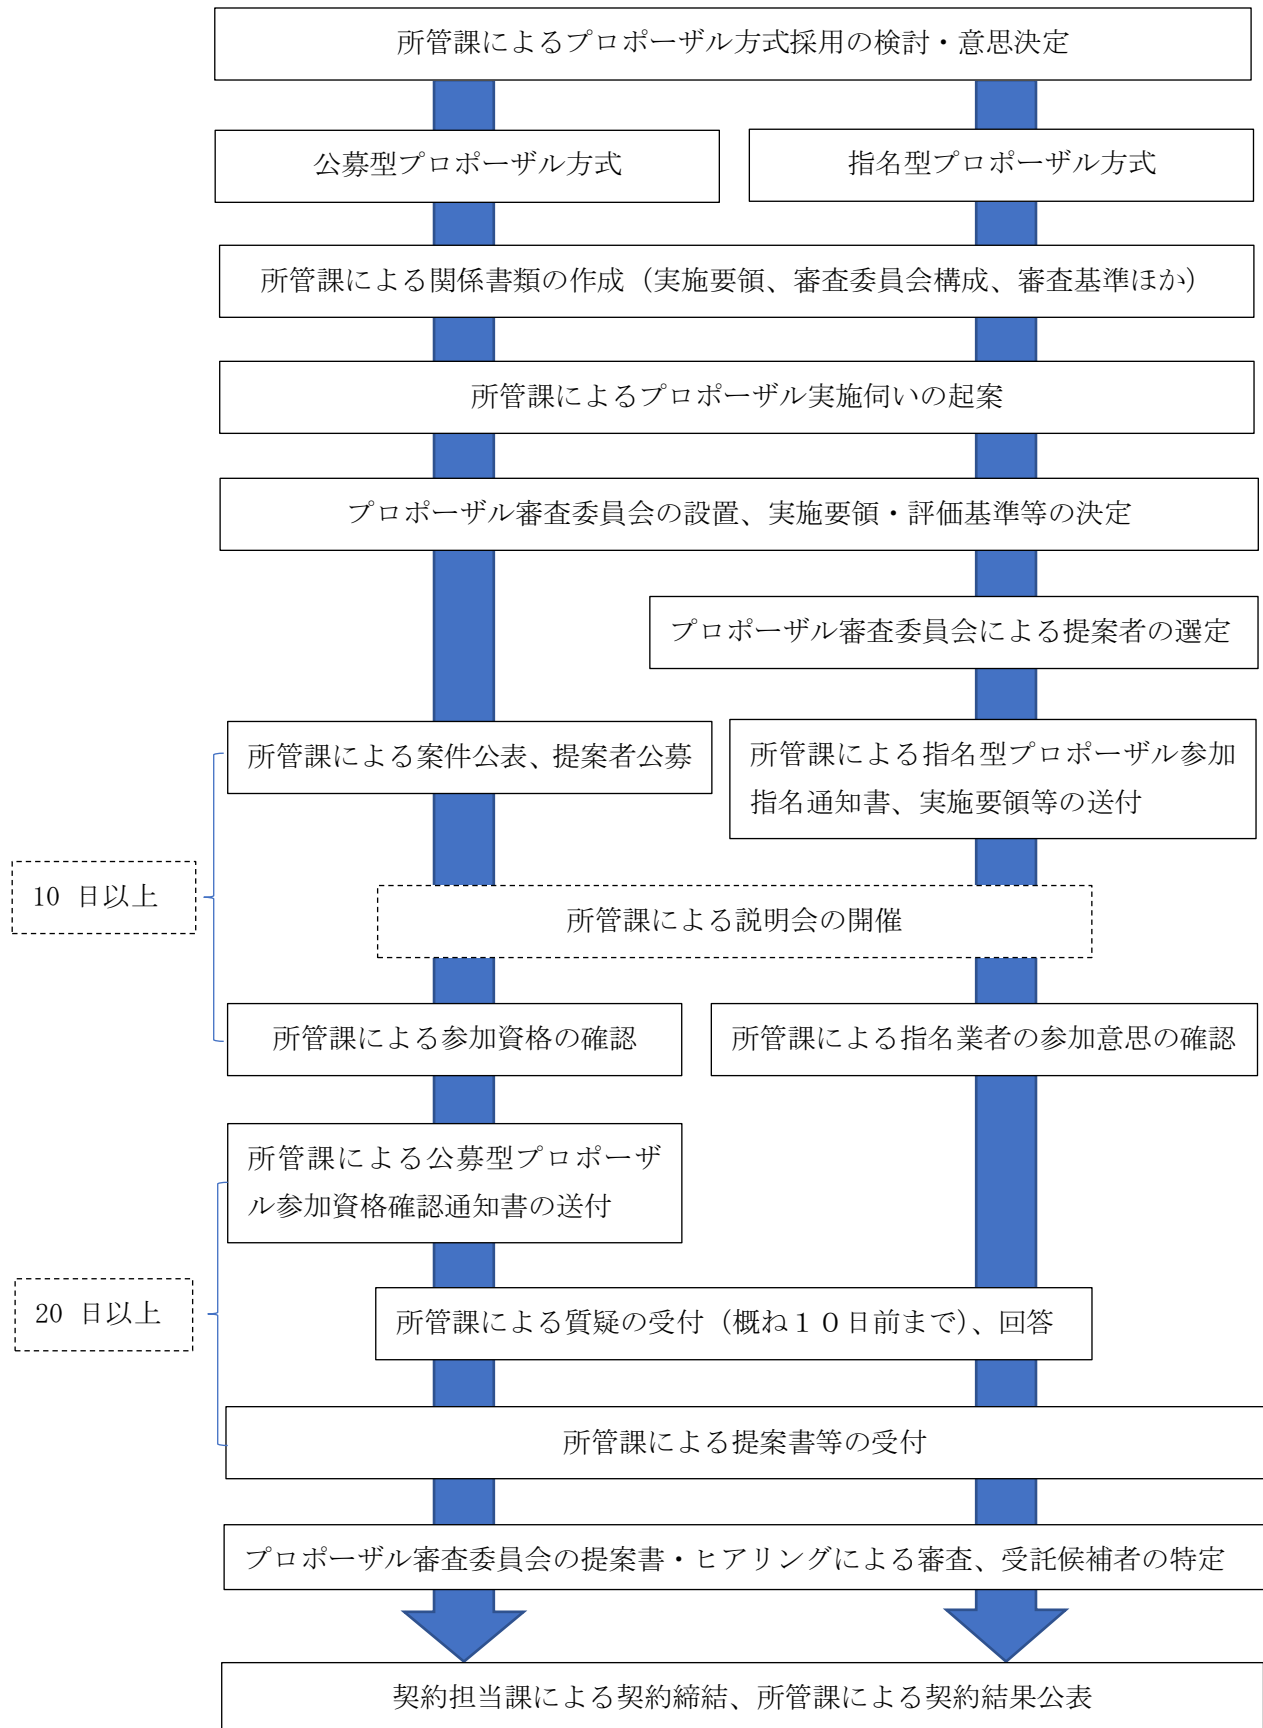 所管課によるプロポーザル方式採用の検討・意思決定
公募型プロポーザル方式
指名型プロポーザル方式
所管課による関係書類の作成（実施要領、審査委員会構成、審査基準ほか）
所管課によるプロポーザル実施伺いの起案
プロポーザル審査委員会の設置、実施要領・評価基準等の決定
プロポーザル審査委員会による提案者の選定
所管課による案件公表、提案者公募
所管課による指名型プロポーザル参加
指名通知書、実施要領等の送付
10 日以上
所管課による説明会の開催
所管課による参加資格の確認
所管課による指名業者の参加意思の確認
所管課による公募型プロポーザ
ル参加資格確認通知書の送付
20 日以上
所管課による質疑の受付（概ね１０日前まで）、回答
所管課による提案書等の受付
プロポーザル審査委員会の提案書・ヒアリングによる審査、受託候補者の特定
契約担当課による契約締結、所管課による契約結果公表